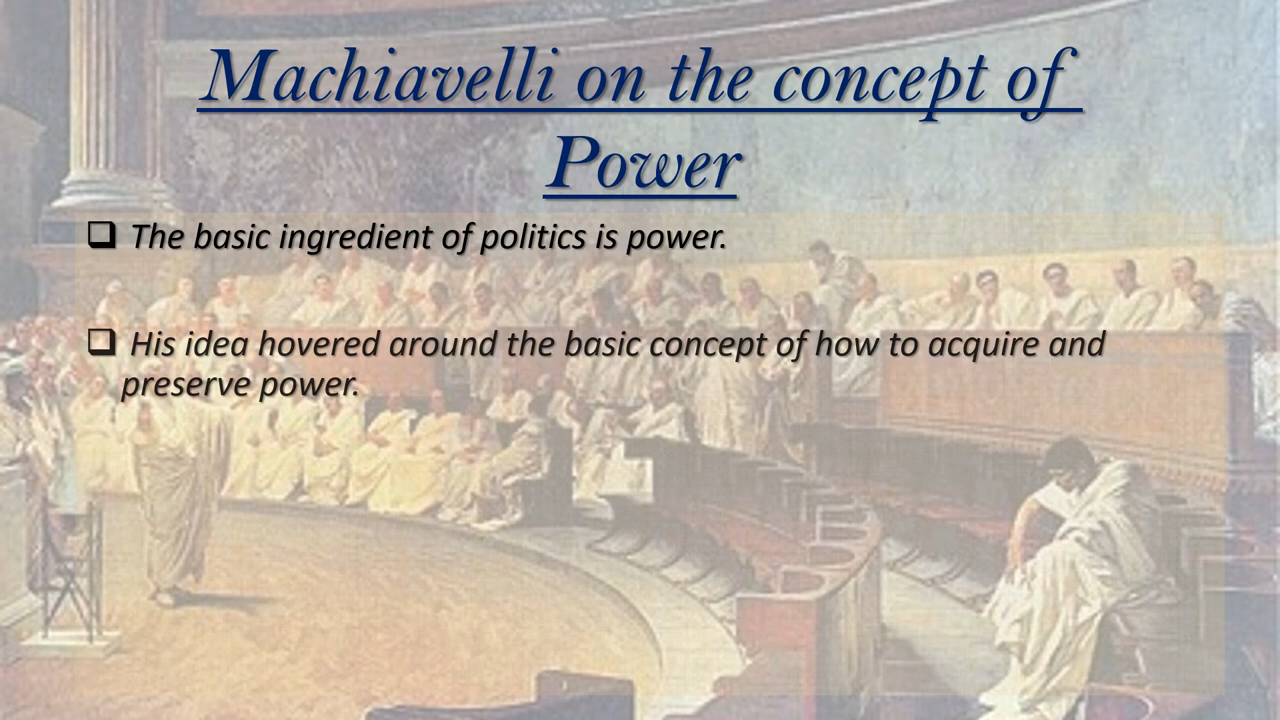 Machiavelli on the concept of
Power
❑ The basic ingredient of politics is power.
❑ His idea hovered around the basic concept of how to acquire and
preserve power.